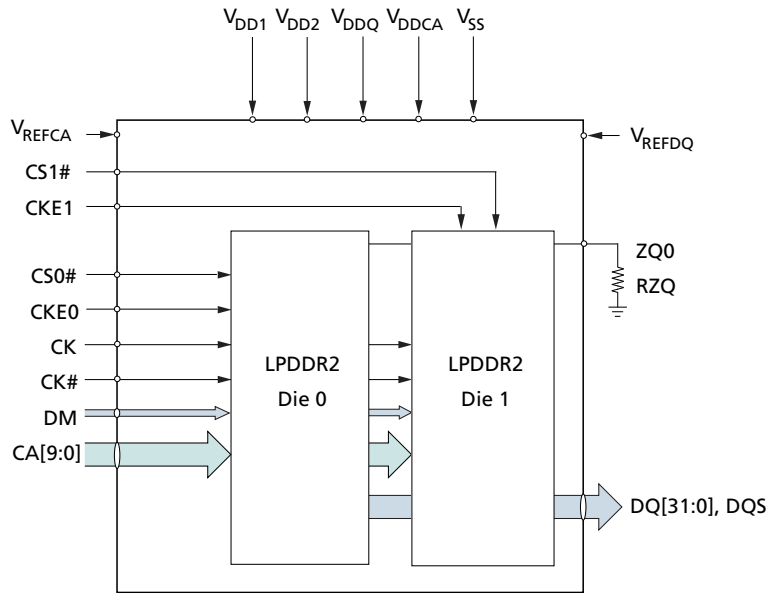 VDD1 VDD2 VDDQ VDDCA VSS
VREFCA
VREFDQ
CS1#
CKE1
ZQ0
RZQ
CS0#
CKE0
CK
CK#
DM
CA[9:0]
LPDDR2
Die 0
LPDDR2
Die 1
DQ[31:0], DQS